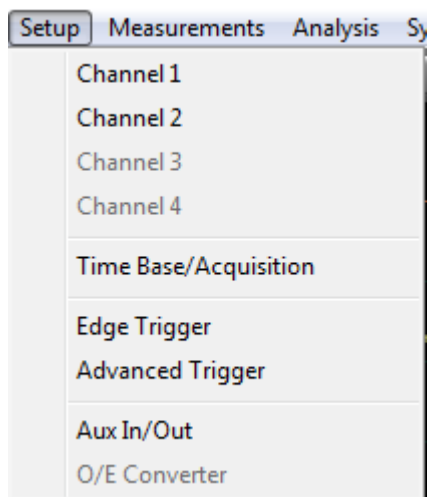 Setup Measurements Analysis Sy
Channel 1
Channel 2
Channel 3
Channel 4
Time Base/Acquisition
Edge Trigger
Advanced Trigger
Aux In/Out
O/E Converter